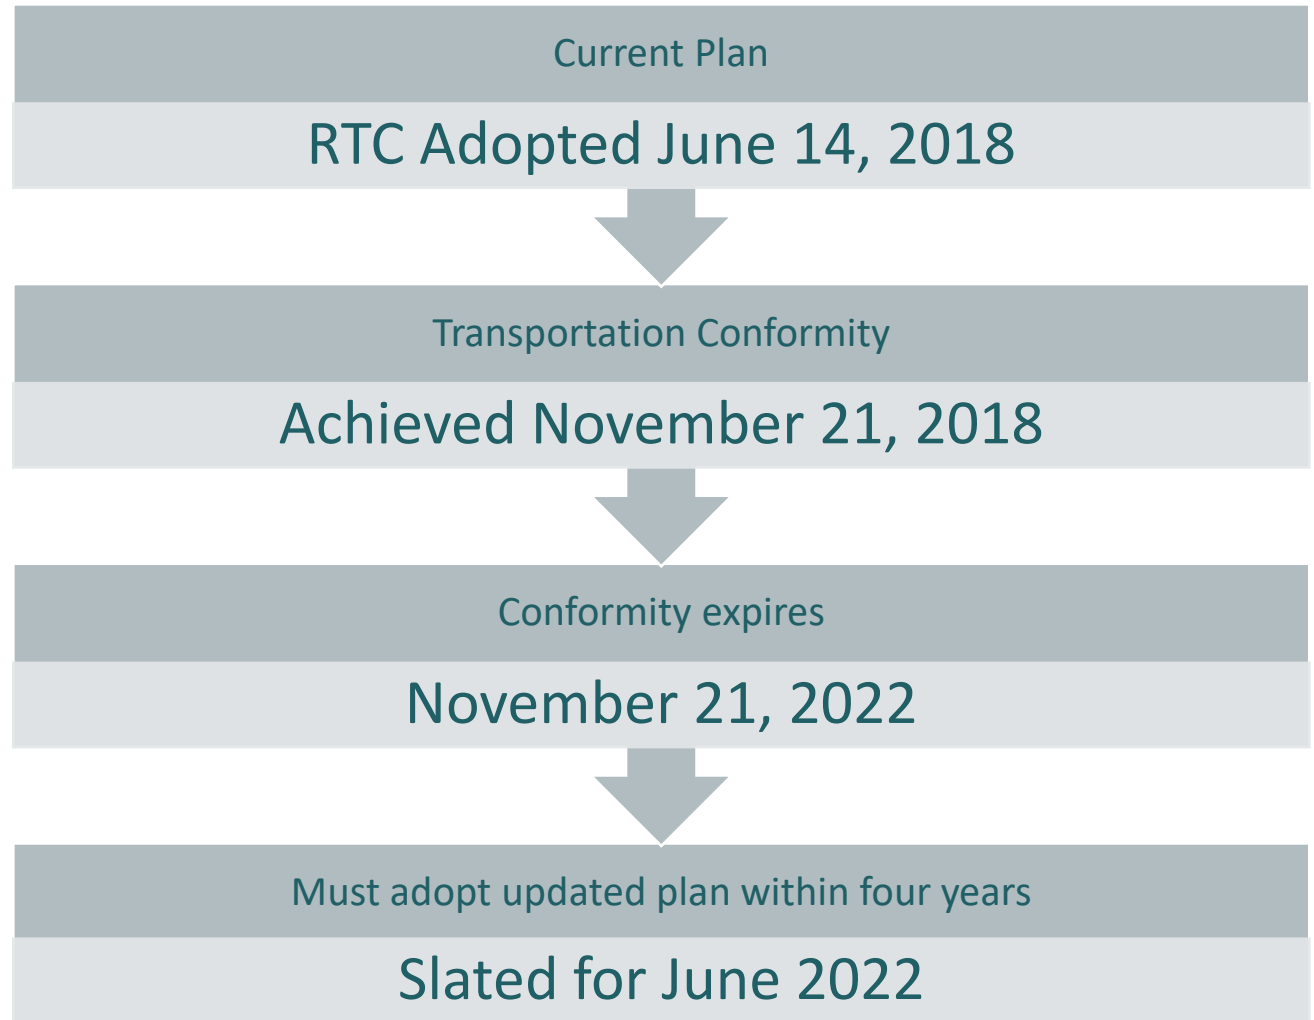 Current Plan
RTC Adopted June 14, 2018
Transportation Conformity
Achieved November 21, 2018
Conformity expires
November 21, 2022
Must adopt updated plan within four years
Slated for June 2022